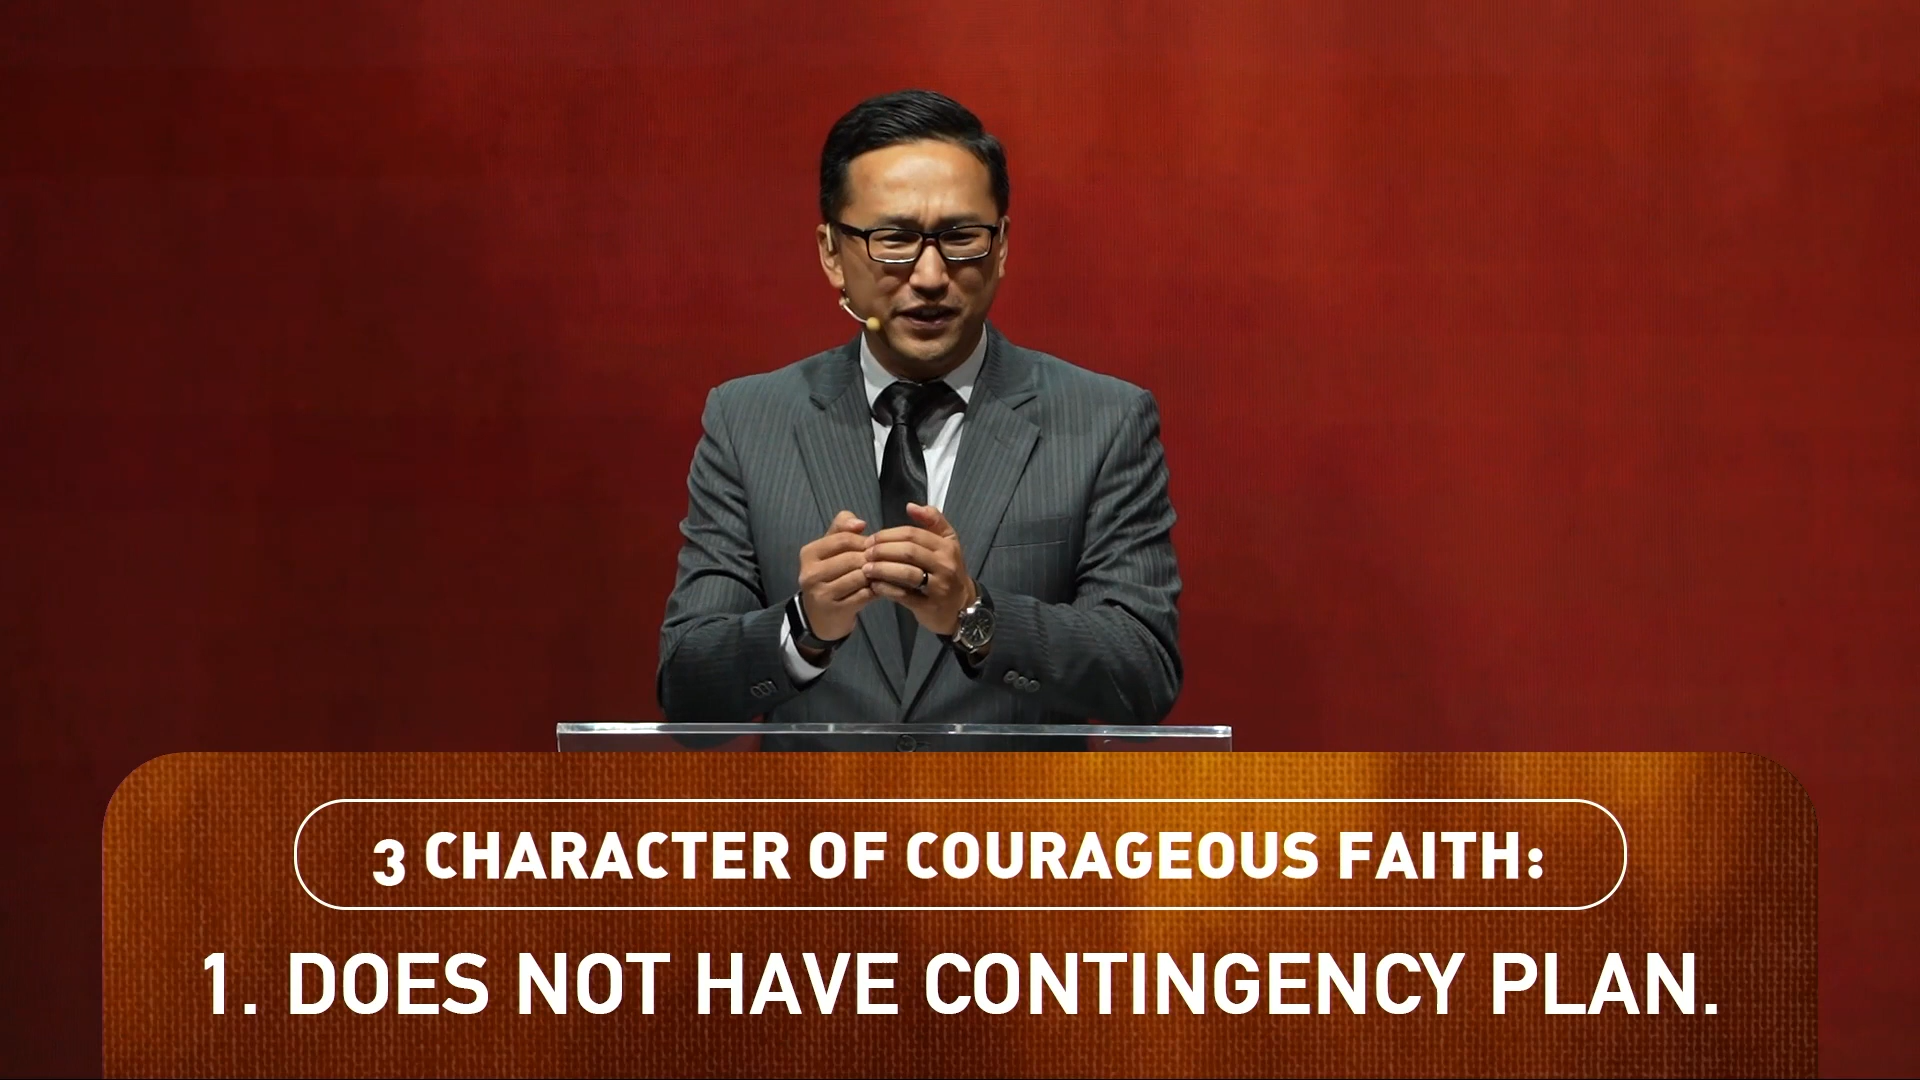 3 CHARACTER OF COURAGEOUS FAITH:
1. DOES NOT HAVE CONTINGENCY PLAN.